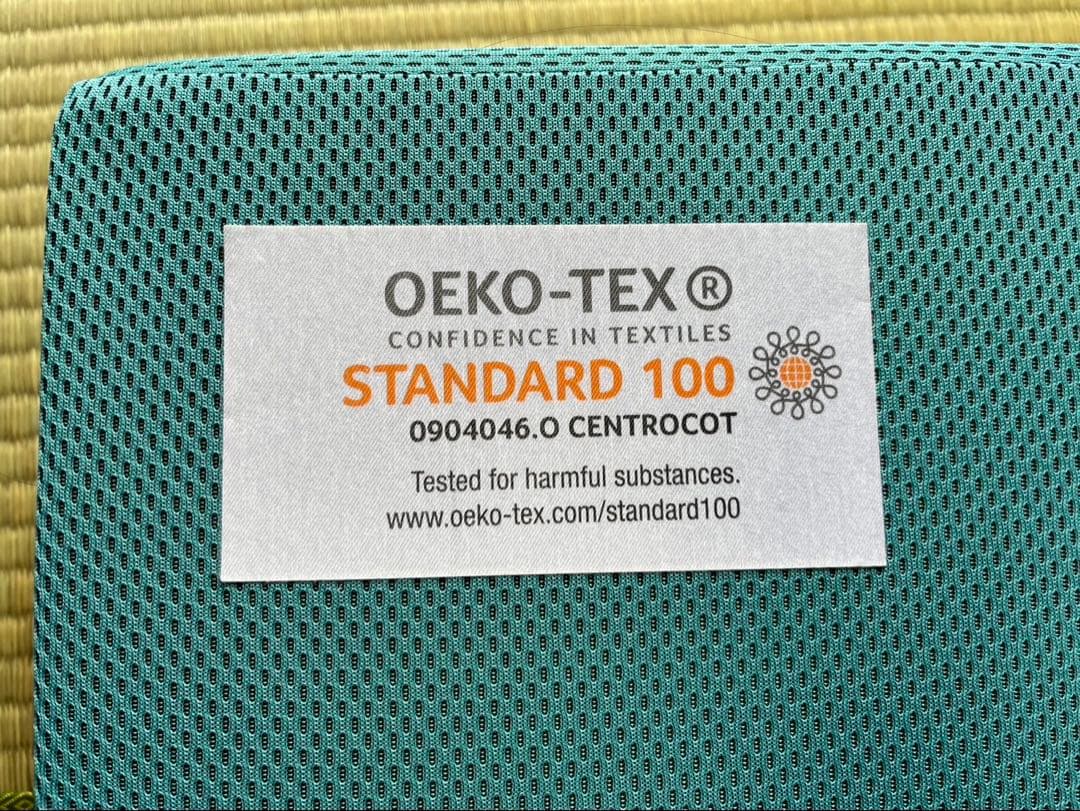 OEKO-TEX®
CONFIDENCE IN TEXTILES
STANDARD 100
0904046.O CENTROCOT
Tested for harmful substances.
www.oeko-tex.com/standard100